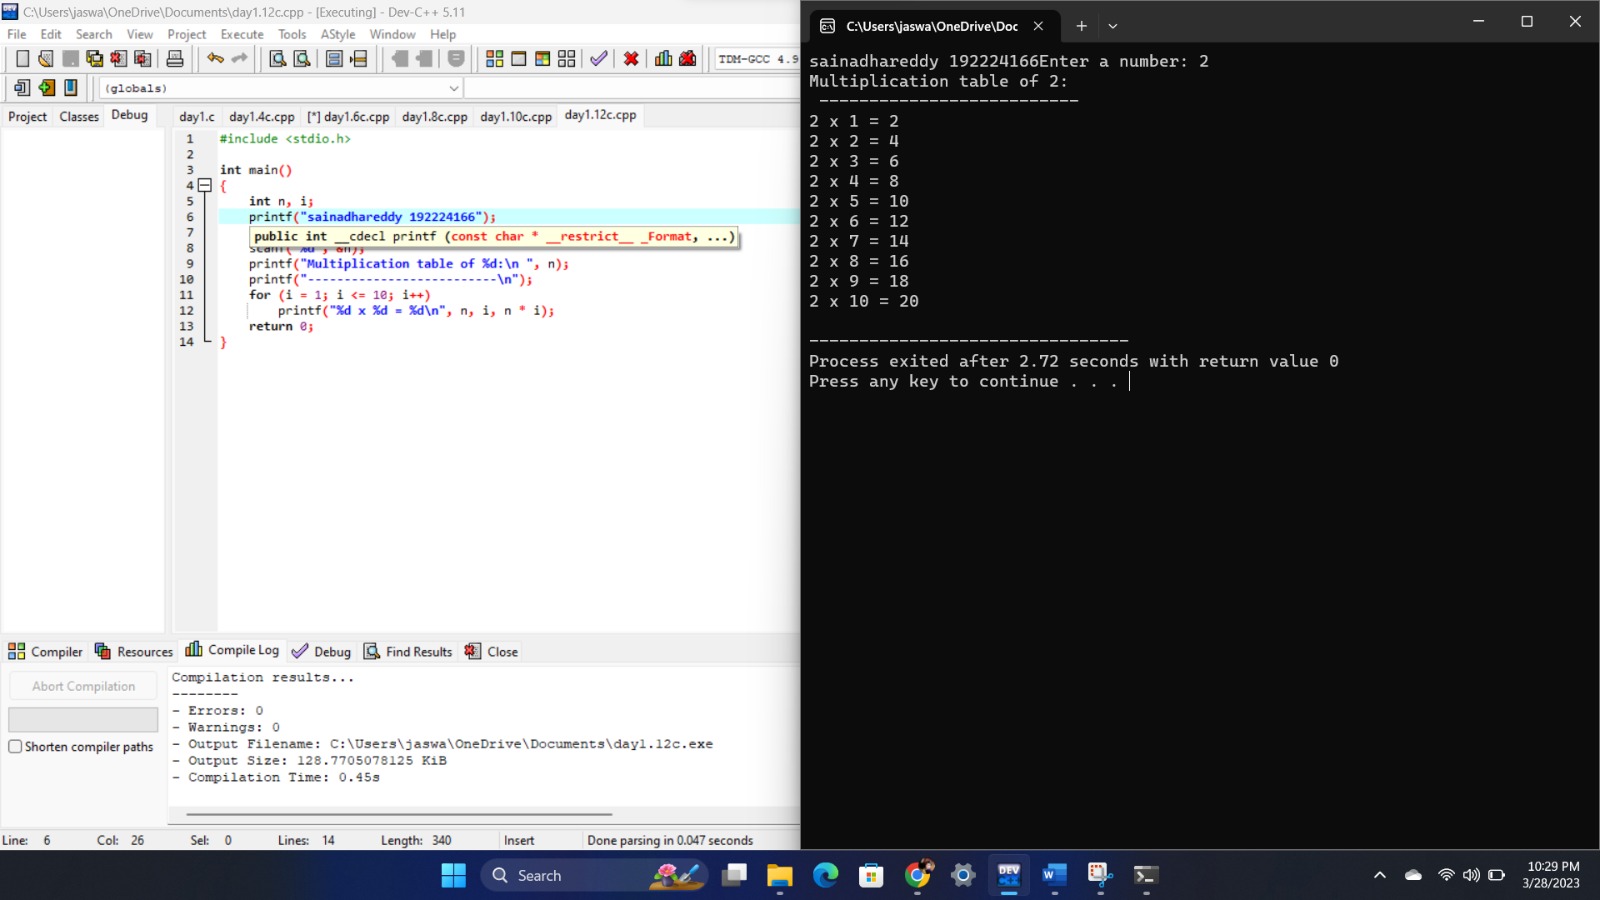 C:\Users\jaswa\OneDrive\Documents\day1.12c.cpp - [Executing] - Dev-C++ 5.11
File Edit Search View Project Execute Tools AStyle Window Help
TDM-GCC 4.9
(globals)
Project Classes Debug
day1.c day1.4c.cpp [*] day1.6c.cpp day1.8c.cpp day1.10c.cpp day1.12c.cpp
1 #include <stdio.h>
2
3 int main()
4 {
5 int n, i;
6 printf("sainadhareddy 192224166");
7 public int __cdecl printf (const char * __restrict__ _Format, ...)
8 scanf("%d", &n);
9 printf("Multiplication table of %d:\n ", n);
10 printf("--------------------------\n");
11 for (i = 1; i <= 10; i++)
12 printf("%d x %d = %d\n", n, i, n * i);
13 return 0;
14 }
Compiler Resources Compile Log Debug Find Results Close
Abort Compilation
Shorten compiler paths
Compilation results...
--------
- Errors: 0
- Warnings: 0
- Output Filename: C:\Users\jaswa\OneDrive\Documents\day1.12c.exe
- Output Size: 128.7705078125 KiB
- Compilation Time: 0.45s
Line: 6 Col: 26 Sel: 0 Lines: 14 Length: 340 Insert Done parsing in 0.047 seconds
C:\Users\jaswa\OneDrive\Doc
sainadhareddy 192224166Enter a number: 2
Multiplication table of 2:
--------------------------
2 x 1 = 2
2 x 2 = 4
2 x 3 = 6
2 x 4 = 8
2 x 5 = 10
2 x 6 = 12
2 x 7 = 14
2 x 8 = 16
2 x 9 = 18
2 x 10 = 20
--------------------------------
Process exited after 2.72 seconds with return value 0
Press any key to continue . . .
Search
DEV
W
10:29 PM
3/28/2023